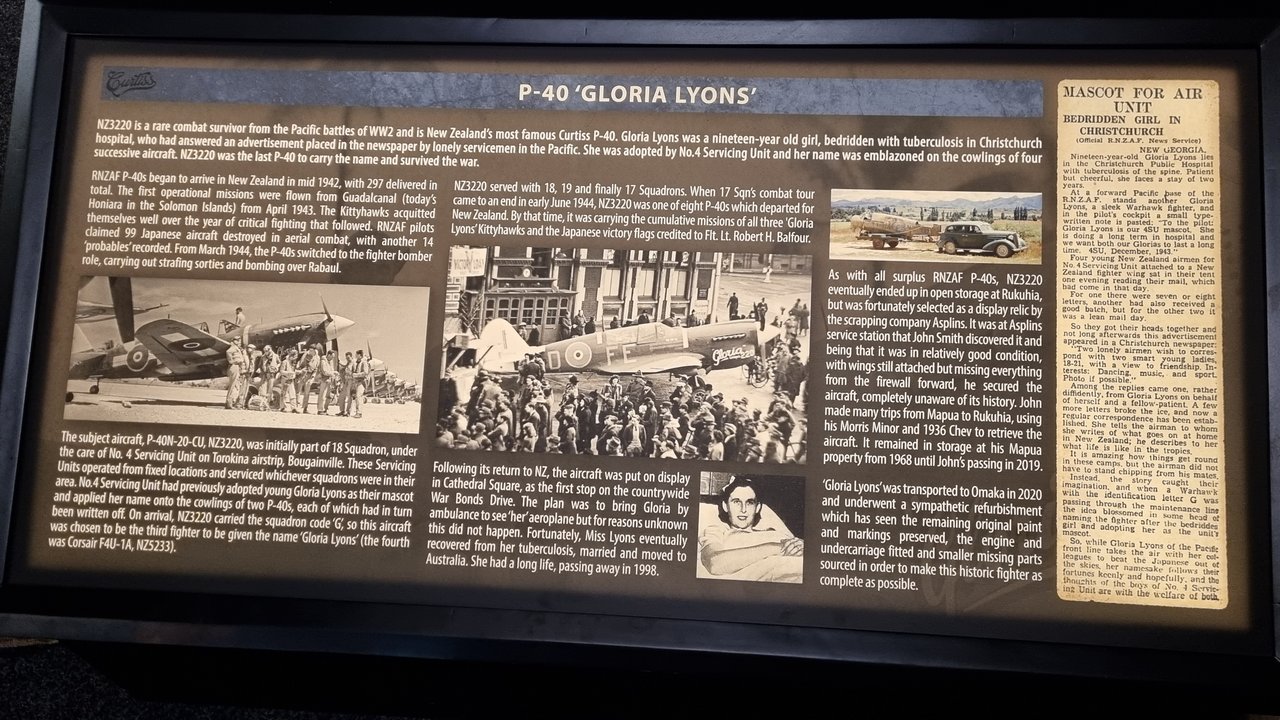 Curtiss
P-40 'GLORIA LYONS'
NZ3220 is a rare combat survivor from the Pacific battles of WW2 and is New Zealand's most famous Curtiss P-40. Gloria Lyons was a nineteen-year old girl, bedridden with tuberculosis in Christchurch
hospital, who had answered an advertisement placed in the newspaper by lonely servicemen in the Pacific. She was adopted by No.4 Servicing Unit and her name was emblazoned on the cowlings of four
successive aircraft. NZ3220 was the last P-40 to carry the name and survived the war.
RNZAF P-40s began to arrive in New Zealand in mid 1942, with 297 delivered in
total. The first operational missions were flown from Guadalcanal (today's
Honiara in the Solomon Islands) from April 1943. The Kittyhawks acquitted
themselves well over the year of critical fighting that followed. RNZAF pilots
claimed 99 Japanese aircraft destroyed in aerial combat, with another 14
'probables' recorded. From March 1944, the P-40s switched to the fighter bomber
role, carrying out strafing sorties and bombing over Rabaul.
The subject aircraft, P-40N-20-CU, NZ3220, was initially part of 18 Squadron, under
the care of No. 4 Servicing Unit on Torokina airstrip, Bougainville. These Servicing
Units operated from fixed locations and serviced whichever squadrons were in their
area. No.4 Servicing Unit had previously adopted young Gloria Lyons as their mascot
and applied her name onto the cowlings of two P-40s, each of which had in turn
been written off. On arrival, NZ3220 carried the squadron code 'G', so this aircraft
was chosen to be the third fighter to be given the name 'Gloria Lyons' (the fourth
was Corsair F4U-1A, NZ5233).
NZ3220 served with 18, 19 and finally 17 Squadrons. When 17 Sqn's combat tour
came to an end in early June 1944, NZ3220 was one of eight P-40s which departed for
New Zealand. By that time, it was carrying the cumulative missions of all three 'Gloria
Lyons' Kittyhawks and the Japanese victory flags credited to Flt. Lt. Robert H. Balfour.
FE
Gloria
Following its return to NZ, the aircraft was put on display
in Cathedral Square, as the first stop on the countrywide
War Bonds Drive. The plan was to bring Gloria by
ambulance to see 'her' aeroplane but for reasons unknown
this did not happen. Fortunately, Miss Lyons eventually
recovered from her tuberculosis, married and moved to
Australia. She had a long life, passing away in 1998.
As with all surplus RNZAF P-40s, NZ3220
eventually ended up in open storage at Rukuhia,
but was fortunately selected as a display relic by
the scrapping company Asplins. It was at Asplins
service station that John Smith discovered it and
being that it was in relatively good condition,
with wings still attached but missing everything
from the firewall forward, he secured the
aircraft, completely unaware of its history. John
made many trips from Mapua to Rukuhia, using
his Morris Minor and 1936 Chev to retrieve the
aircraft. It remained in storage at his Mapua
property from 1968 until John's passing in 2019.
'Gloria Lyons' was transported to Omaka in 2020
and underwent a sympathetic refurbishment
which has seen the remaining original paint
and markings preserved, the engine and
undercarriage fitted and smaller missing parts
sourced in order to make this historic fighter as
complete as possible.
MASCOT FOR AIR
UNIT
BEDRIDDEN GIRL IN
CHRISTCHURCH
(Official R.N.Z.A.F. News Service)
NEW GEORGIA.
Nineteen-year-old Gloria Lyons lies
in the Christchurch Public Hospital
with tuberculosis of the spine. Patient
but cheerful, she faces a stay of two
years.
At a forward Pacific base of the
R.N.Z.A.F. stands another Gloria
Lyons, a sleek Warhawk fighter, and
in the pilot's cockpit a small type-
written note is pasted: "To the pilot:
Gloria Lyons is our 4SU mascot. She
is doing a long term in hospital and
we want both our Glorias to last a long
time. 4SU, December, 1943."
Four young New Zealand airmen for
No.4 Servicing Unit attached to a New
Zealand fighter wing sat in their tent
one evening reading their mail, which
had come in that day.
For one there were seven or eight
letters, another had also received a
good batch, but for the other two it
was a lean mail day.
So they got their heads together and
not long afterwards this advertisement
appeared in a Christchurch newspaper:
"Two lonely airmen wish to corres-
pond with two smart young ladies,
18-21, with a view to friendship. In-
terests: Dancing, music, and sport.
Photo if possible."
Among the replies came one, rather
diffidently, from Gloria Lyons on behalf
of herself and a fellow-patient. A few
more letters broke the ice, and now a
regular correspondence has been estab-
lished. She tells the airman to whom
she writes of what goes on at home
in New Zealand; he describes to her
what life is like in the tropics.
It is amazing how things get round
in these camps, but the airman did not
have to stand chipping from his mates.
Instead, the story caught their
imagination, and when a Warhawk
with the identification letter G was
passing through the maintenance line
the idea blossomed in some head of
naming the fighter after the bedridden
girl and adopting her as the unit's
mascot.
So, while Gloria Lyons of the Pacific
front line takes the air with her col-
leagues to beat the Japanese out of
the skies, her namesake follows their
fortunes keenly and hopefully, and the
thoughts of the boys of No. 4 Servic-
ing Unit are with the welfare of both.